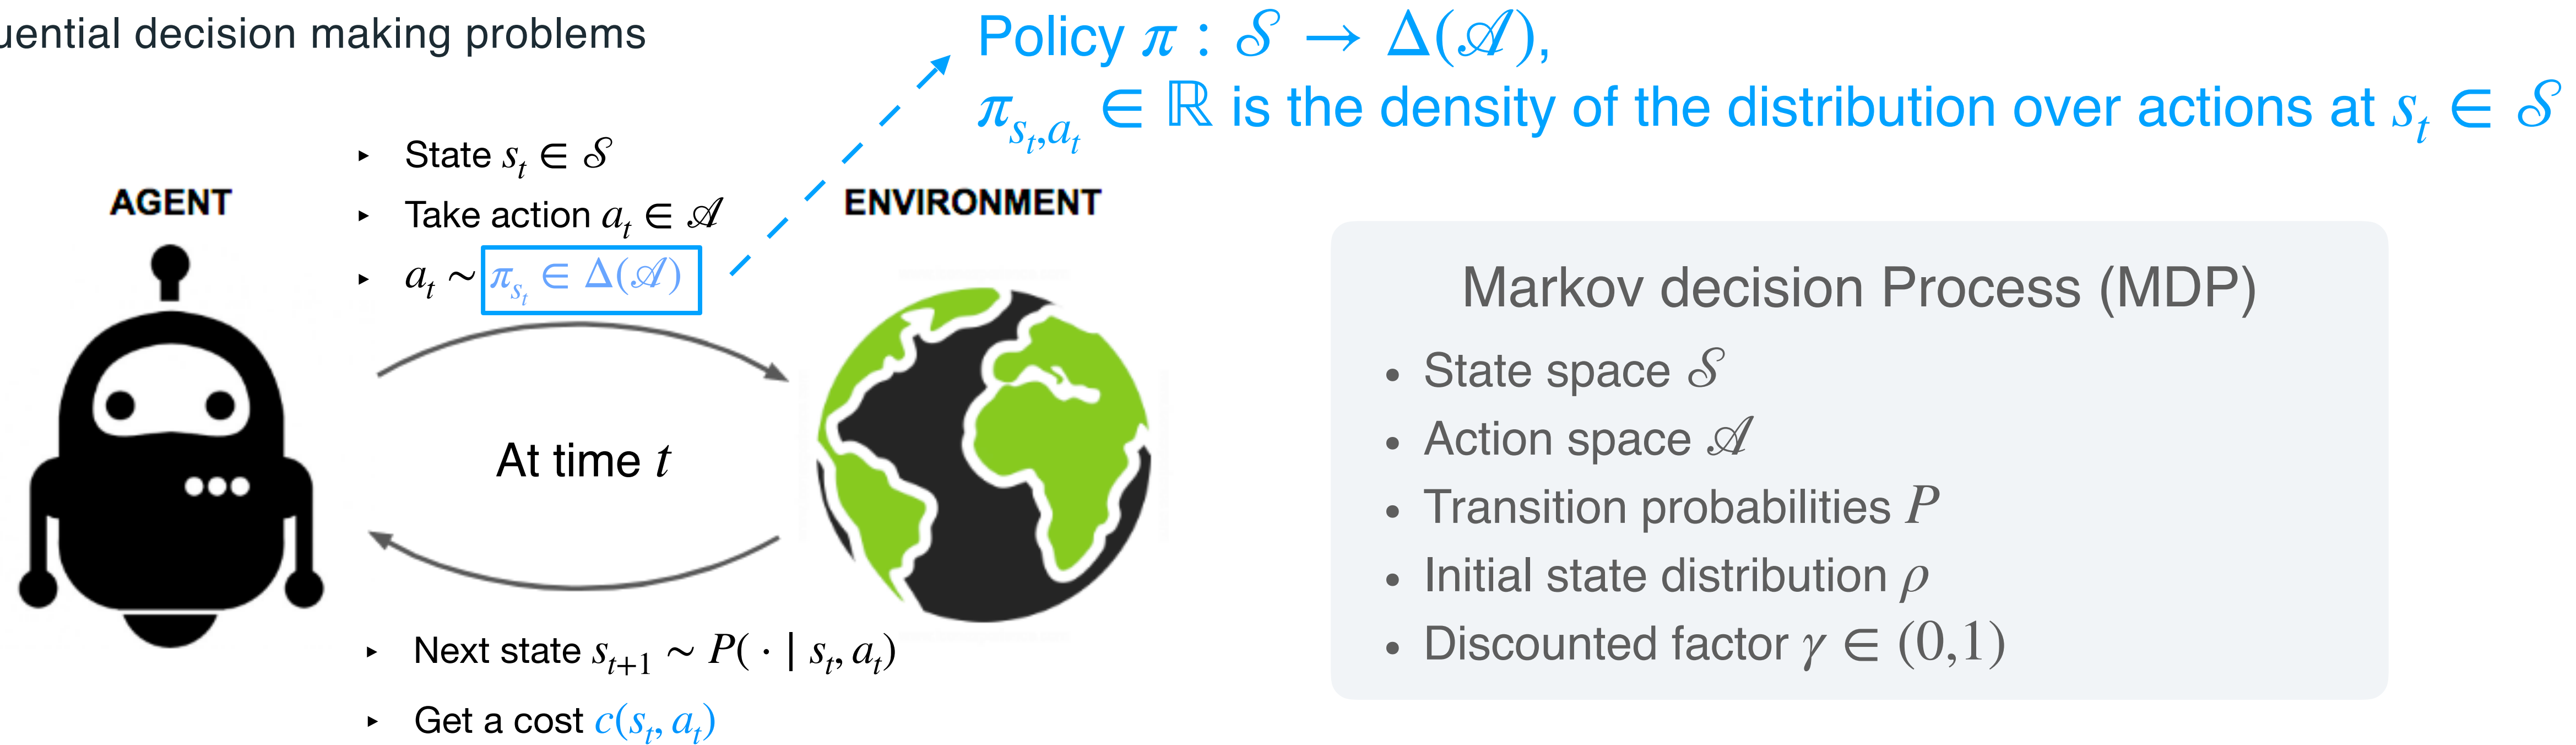 uential decision making problems
Policy π : 𝒮 → Δ(𝒜),
π_{s_t,a_t} ∈ ℝ is the density of the distribution over actions at s_t ∈ 𝒮
‣ State s_t ∈ 𝒮
‣ Take action a_t ∈ 𝒜
‣ a_t ~ π_{s_t} ∈ Δ(𝒜)
AGENT
ENVIRONMENT
At time t
‣ Next state s_{t+1} ~ P( · | s_t, a_t)
‣ Get a cost c(s_t, a_t)
Markov decision Process (MDP)
• State space 𝒮
• Action space 𝒜
• Transition probabilities P
• Initial state distribution ρ
• Discounted factor γ ∈ (0,1)